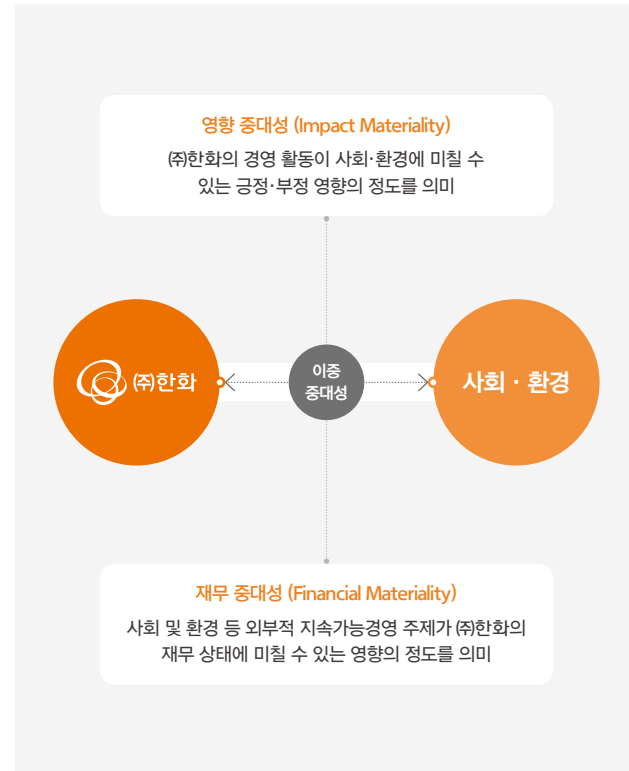 영향 중대성 (Impact Materiality)
㈜한화의 경영 활동이 사회·환경에 미칠 수
있는 긍정·부정 영향의 정도를 의미
㈜한화
이중
중대성
사회 · 환경
재무 중대성 (Financial Materiality)
사회 및 환경 등 외부적 지속가능경영 주제가 ㈜한화의
재무 상태에 미칠 수 있는 영향의 정도를 의미